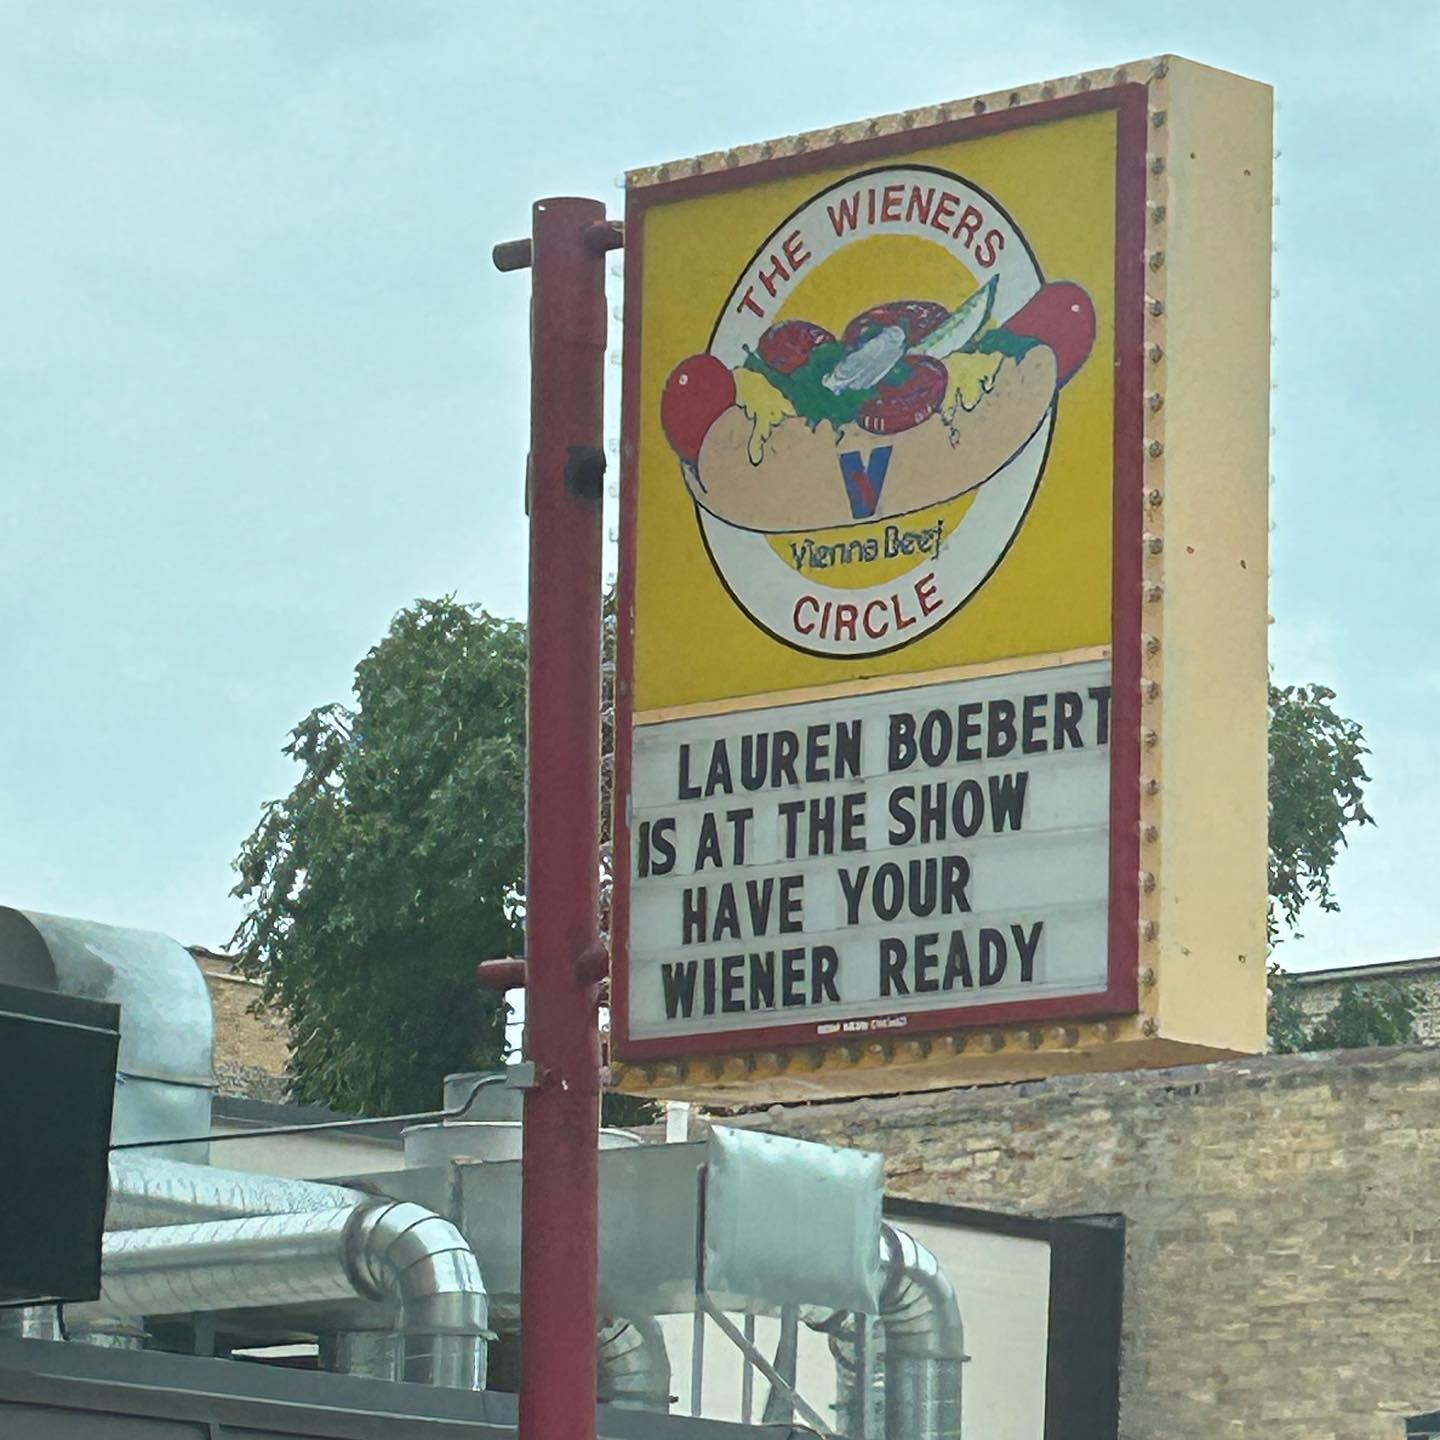 THE WIENERS
V
Vienna Beef
CIRCLE
LAUREN BOEBERT
IS AT THE SHOW
HAVE YOUR
WIENER READY